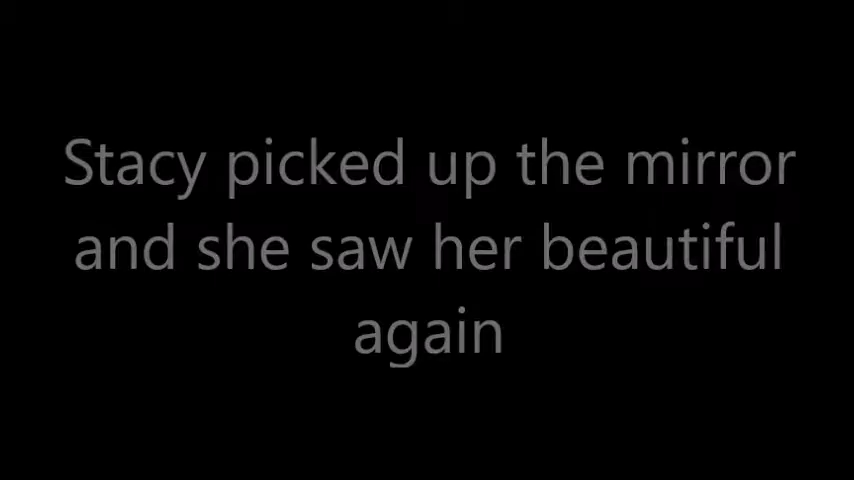 Stacy picked up the mirror
and she saw her beautiful
again